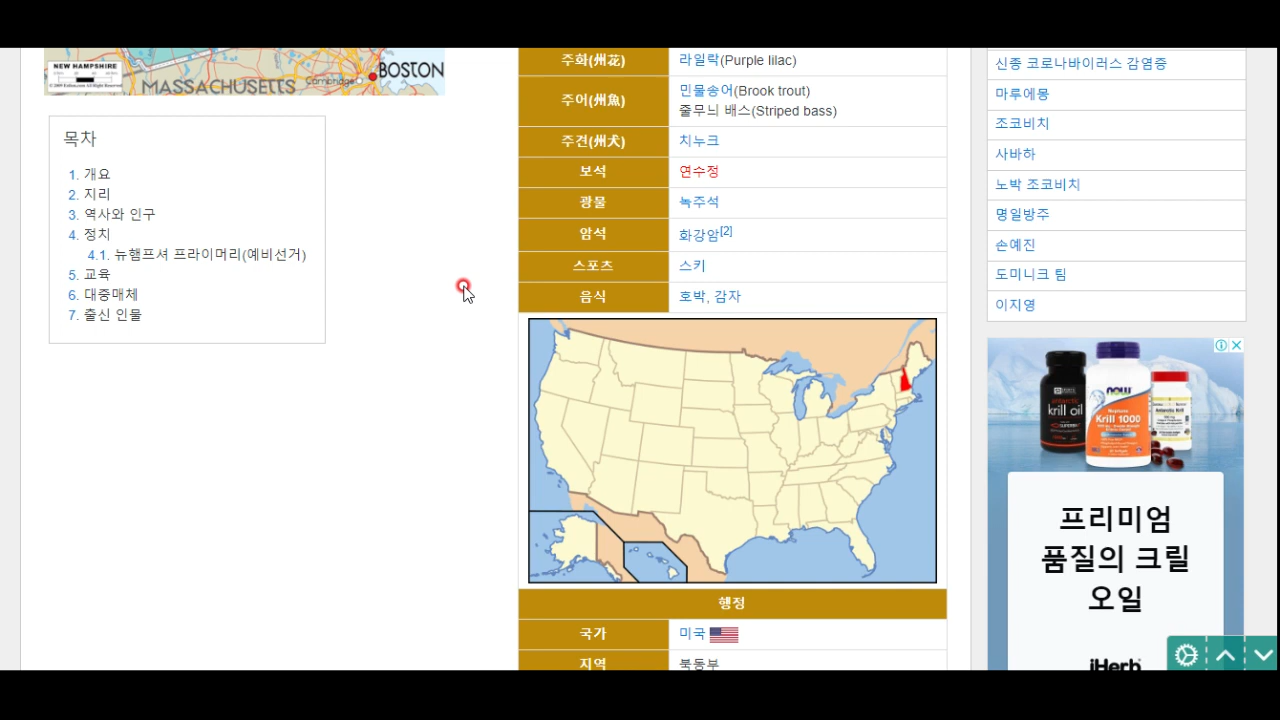 NEW HAMPSHIRE
MASSACHUSETTS
Cambridge
BOSTON
목차
1. 개요
2. 지리
3. 역사와 인구
4. 정치
4.1. 뉴햄프셔 프라이머리(예비선거)
5. 교육
6. 대중매체
7. 출신 인물
주화(州花) 라일락(Purple lilac)
주어(州魚) 민물송어(Brook trout)
줄무늬 배스(Striped bass)
주견(州犬) 치누크
보석 연수정
광물 녹주석
암석 화강암[2]
스포츠 스키
음식 호박, 감자
행정
국가 미국
지역 북동부
신종 코로나바이러스 감염증
마루에몽
조코비치
사바하
노박 조코비치
명일방주
손예진
도미니크 팀
이지영
krill oil
NOW
Neptune
Krill 1000
프리미엄
품질의 크릴
오일
iHerb